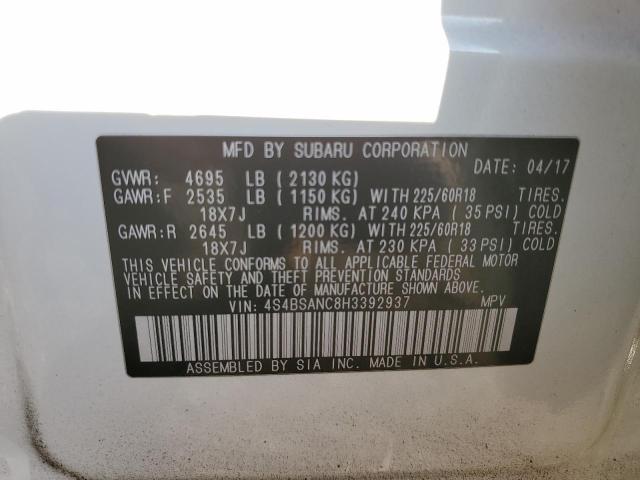 MFD BY SUBARU CORPORATION
DATE: 04/17
GVWR: 4695 LB (2130 KG)
GAWR:F 2535 LB (1150 KG) WITH 225/60R18 TIRES.
18X7J RIMS. AT 240 KPA (35 PSI) COLD
GAWR:R 2645 LB (1200 KG) WITH 225/60R18 TIRES.
18X7J RIMS. AT 230 KPA (33 PSI) COLD
THIS VEHICLE CONFORMS TO ALL APPLICABLE FEDERAL MOTOR
VEHICLE SAFETY AND THEFT PREVENTION STANDARDS
IN EFFECT ON THE DATE OF MANUFACTURE SHOWN ABOVE.
VIN: 4S4BSANC8H3392937 MPV
ASSEMBLED BY SIA INC. MADE IN U.S.A.